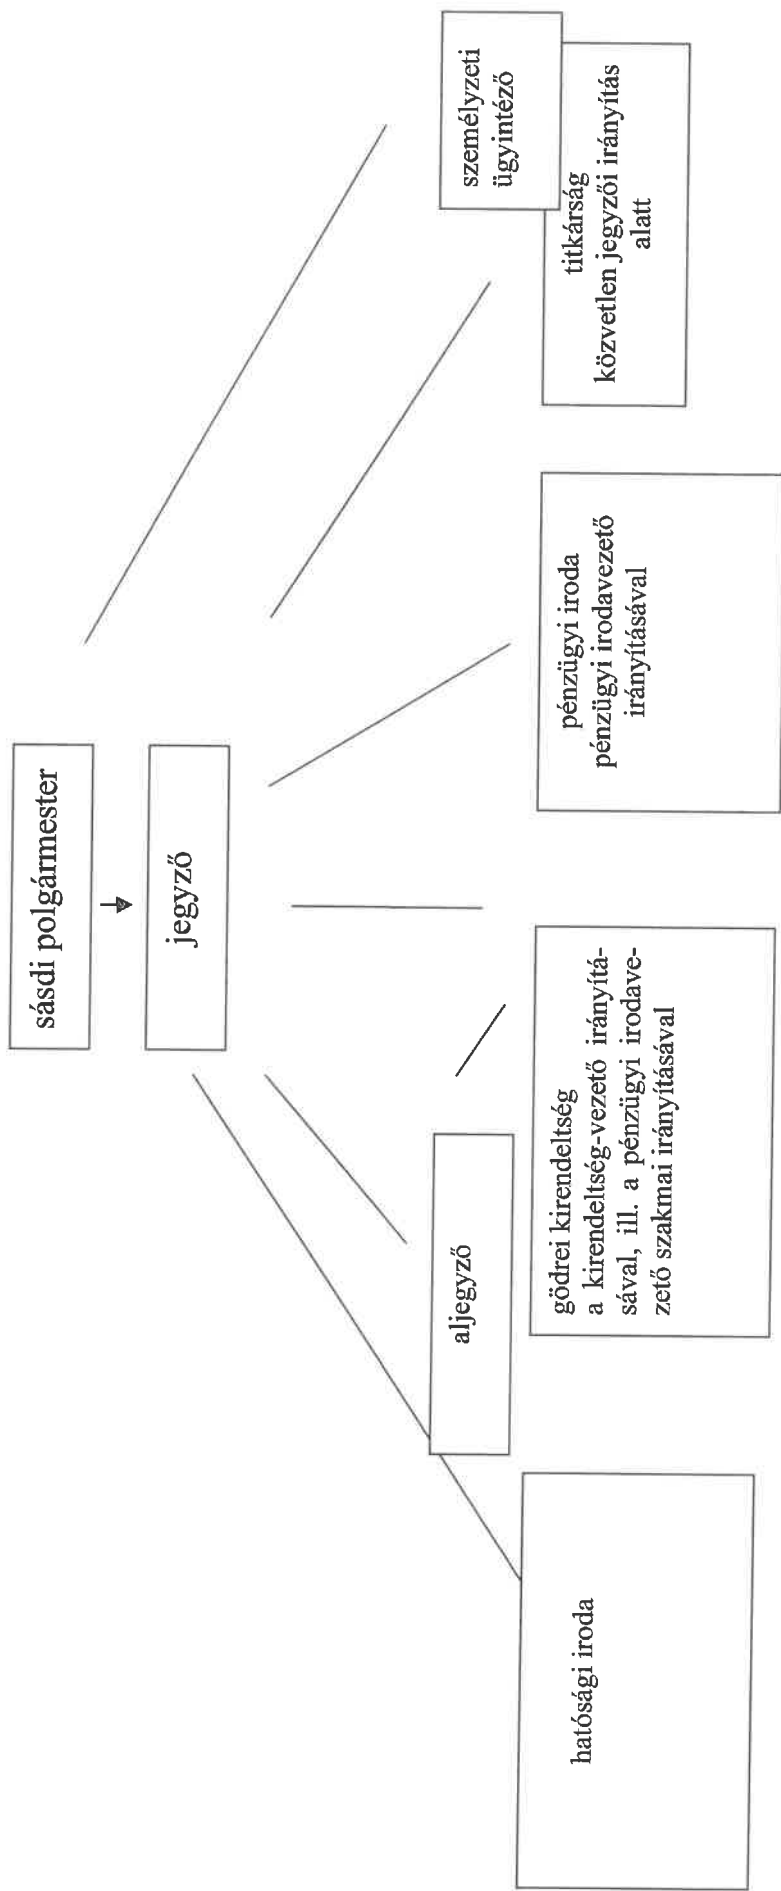 sásdi polgármester
jegyző
aljegyző
hatósági iroda
gödrei kirendeltség
a kirendeltség-vezető irányítá-
sával, ill. a pénzügyi irodave-
zető szakmai irányításával
pénzügyi iroda
pénzügyi irodavezető
irányításával
személyzeti
ügyintéző
titkárság
közvetlen jegyzői irányítás
alatt